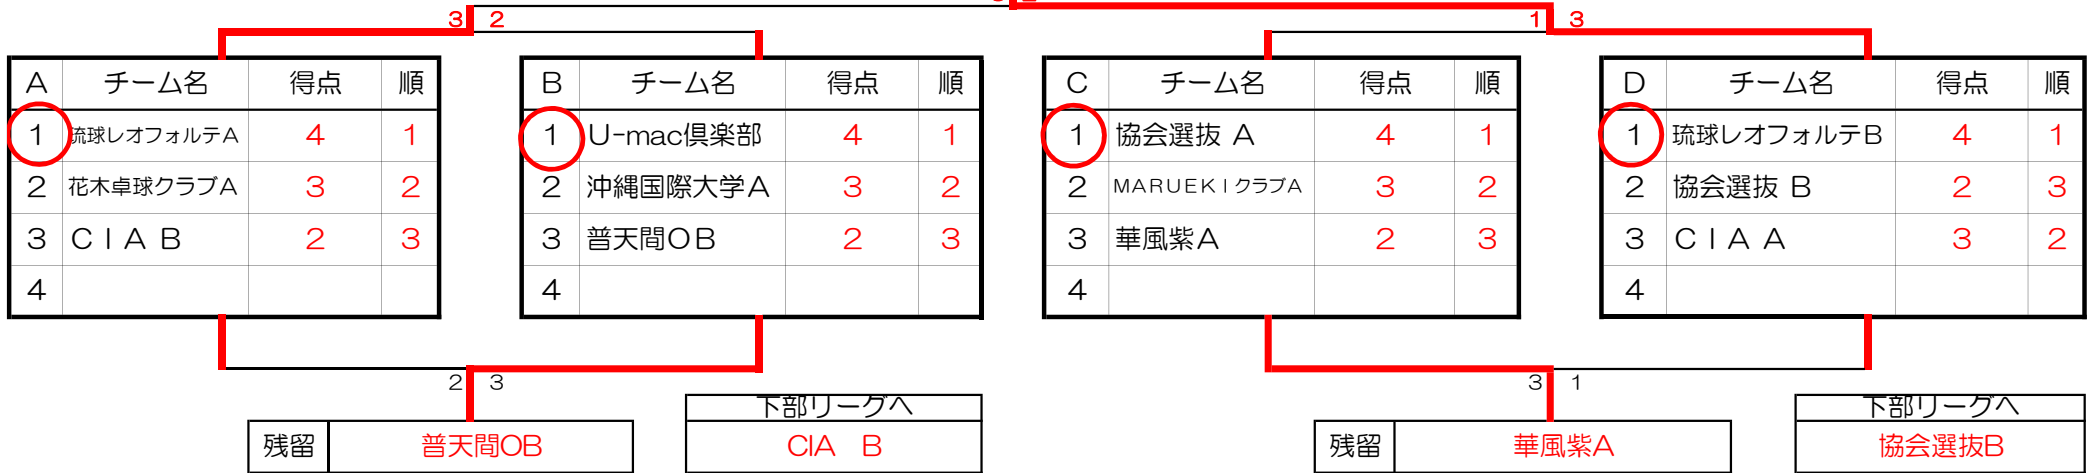 3 2
1 3
A チーム名 得点 順
1 琉球レオフォルテA 4 1
2 花木卓球クラブA 3 2
3 CIA B 2 3
4
B チーム名 得点 順
1 U-mac倶楽部 4 1
2 沖縄国際大学A 3 2
3 普天間OB 2 3
4
C チーム名 得点 順
1 協会選抜 A 4 1
2 MARUEKIクラブA 3 2
3 華風紫A 2 3
4
D チーム名 得点 順
1 琉球レオフォルテB 4 1
2 協会選抜 B 2 3
3 CIA A 3 2
4
2 3
3 1
残留 普天間OB
下部リーグへ
CIA B
残留 華風紫A
下部リーグへ
協会選抜B